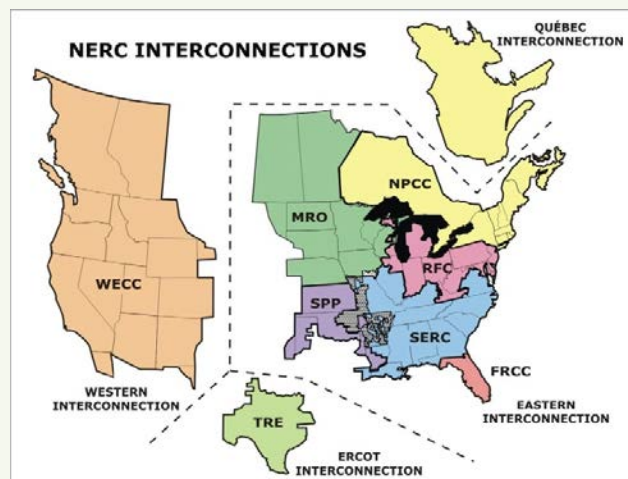 NERC INTERCONNECTIONS
QUÉBEC
INTERCONNECTION
NPCC
MRO
RFC
WECC
SPP
SERC
FRCC
WESTERN
INTERCONNECTION
EASTERN
INTERCONNECTION
TRE
ERCOT
INTERCONNECTION